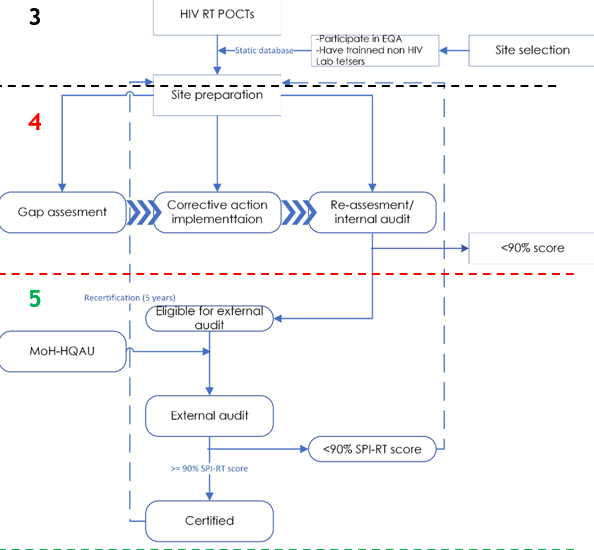 3
HIV RT POCTs
Static database
-Participate in EQA
-Have trainned non HIV
Lab tetsers
Site selection
Site preparation
4
Gap assesment
Corrective action
implementtaion
Re-assesment/
internal audit
<90% score
5
Recertification (5 years)
Eligible for external
audit
MoH-HQAU
External audit
<90% SPI-RT score
>= 90% SPI-RT score
Certified